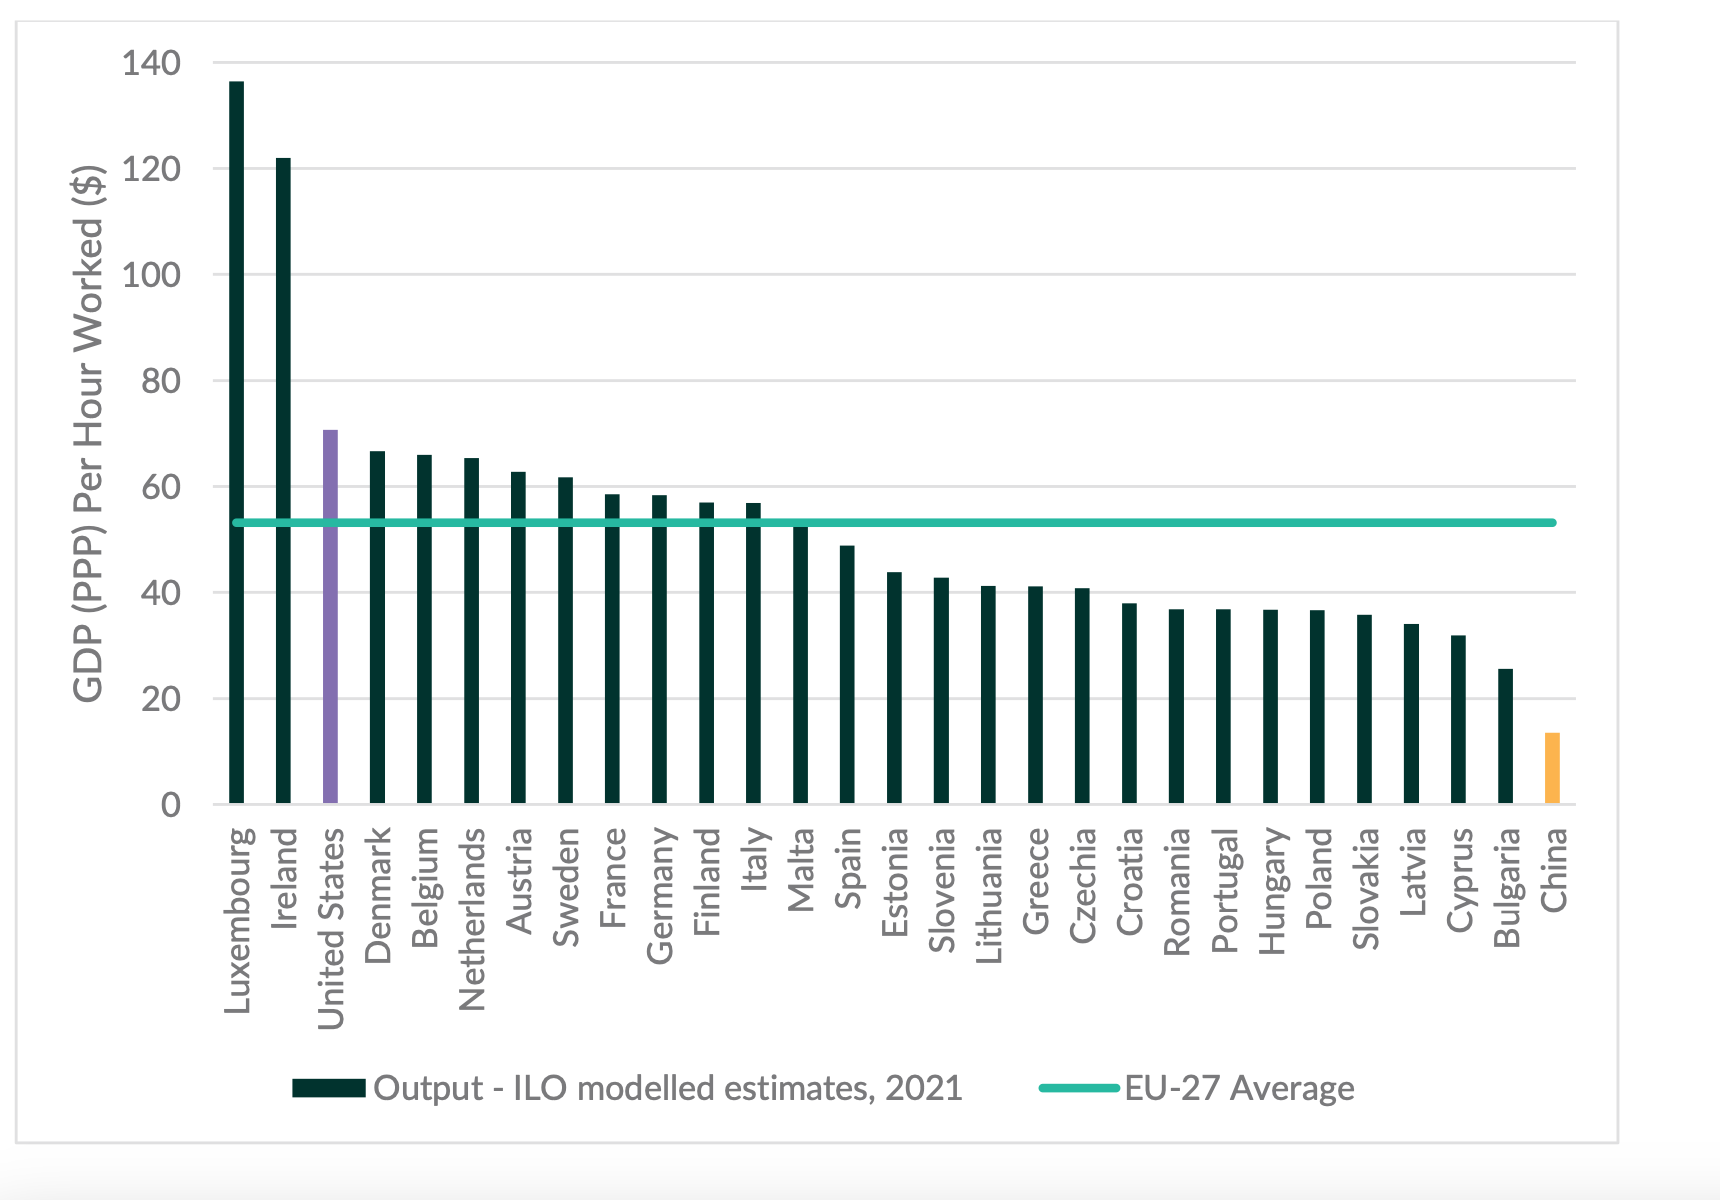 140
120
100
80
60
40
20
0
GDP (PPP) Per Hour Worked ($)
Luxembourg
Ireland
United States
Denmark
Belgium
Netherlands
Austria
Sweden
France
Germany
Finland
Italy
Malta
Spain
Estonia
Slovenia
Lithuania
Greece
Czechia
Croatia
Romania
Portugal
Hungary
Poland
Slovakia
Latvia
Cyprus
Bulgaria
China
Output - ILO modelled estimates, 2021
EU-27 Average